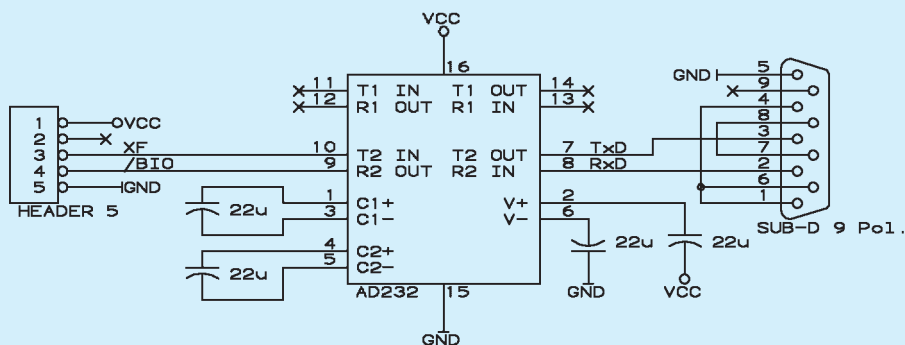 VCC
16
11 T1 IN T1 OUT 14
12 R1 OUT R1 IN 13
10 T2 IN T2 OUT 7 TxD
9 R2 OUT R2 IN 8 RxD
1 C1+ V+ 2
3 C1- V- 6
4 C2+
5 C2-
AD232
15
GND
1 VCC
2
3 XF
4 /BIO
5 GND
HEADER 5
22u
22u
22u
GND
22u
VCC
GND 5
9
4
8
3
7
2
6
1
SUB-D 9 Pol.